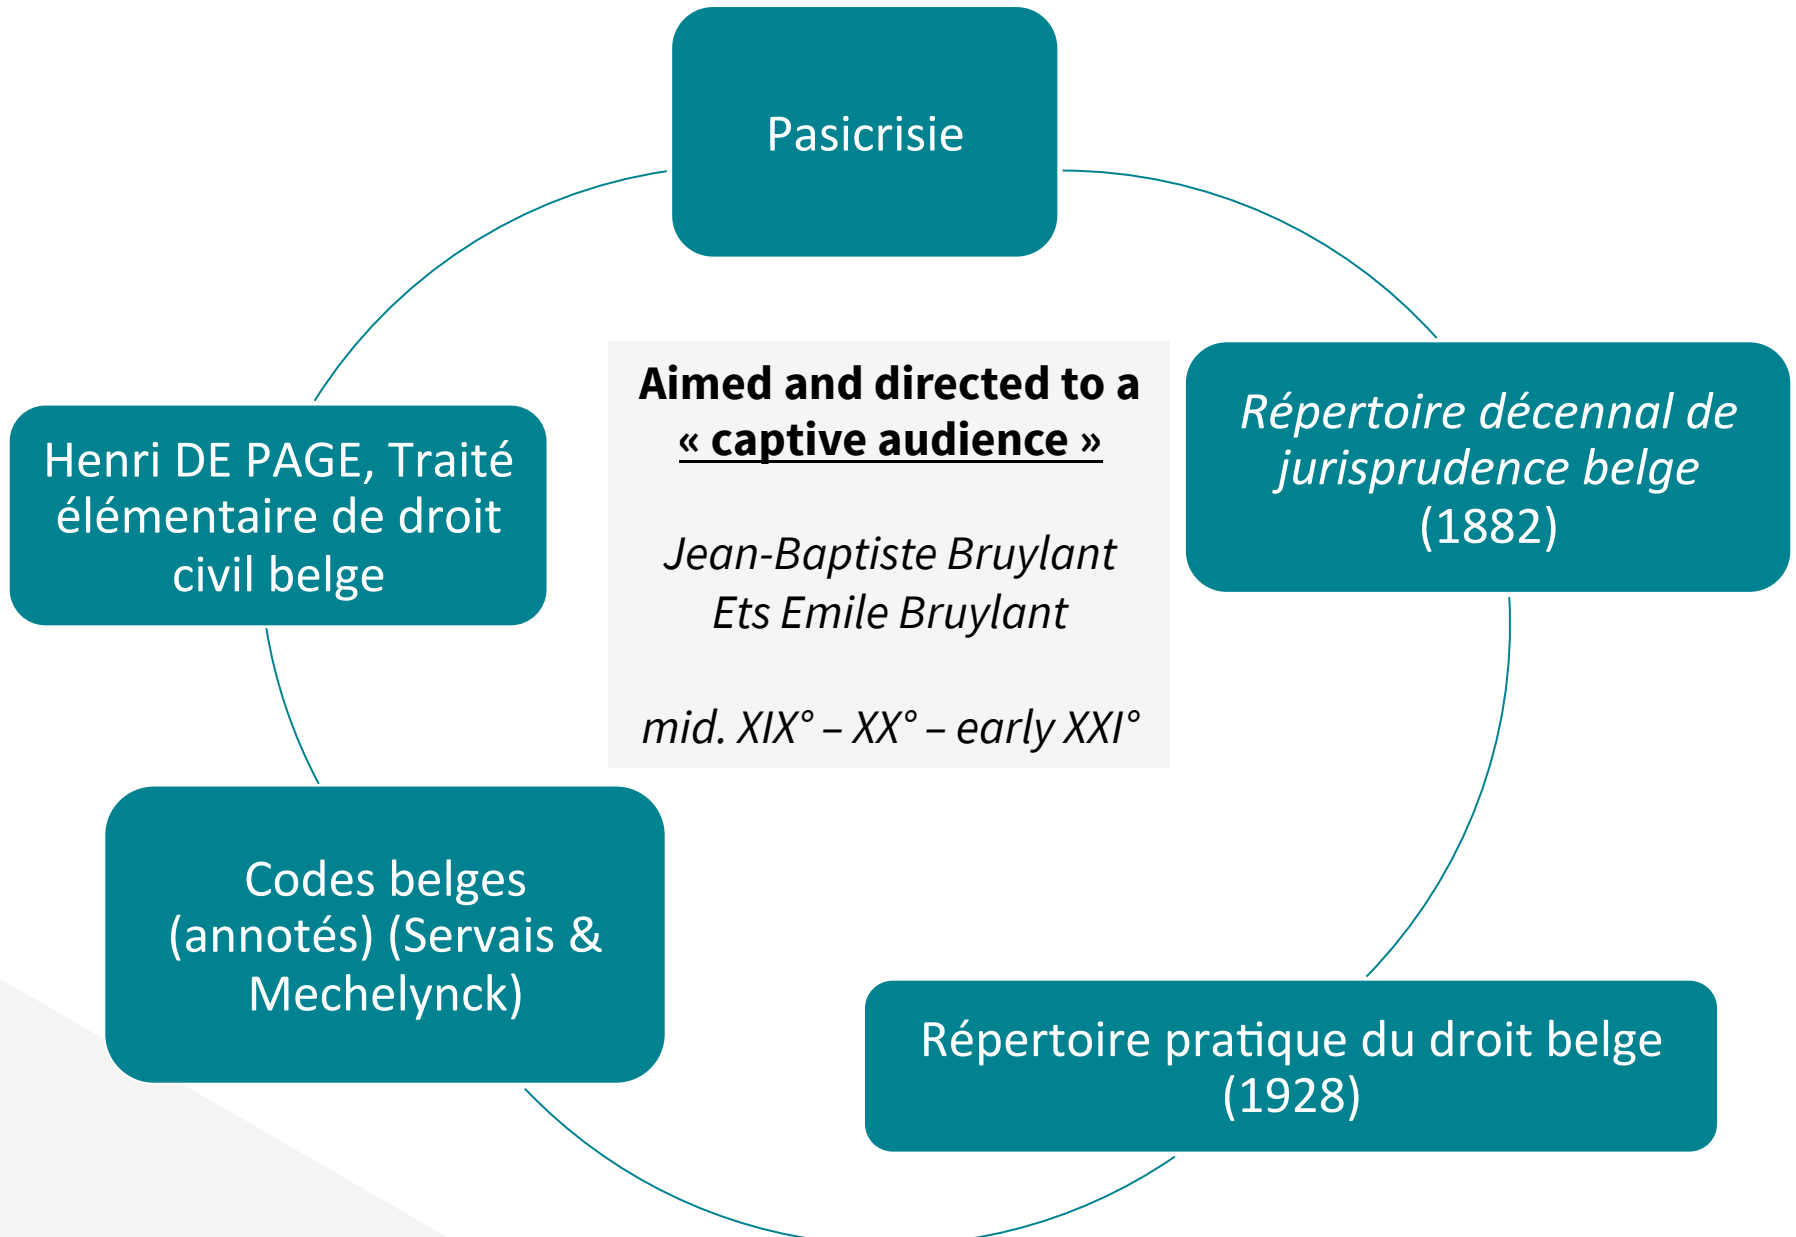 Pasicrisie
Aimed and directed to a
« captive audience »
Jean-Baptiste Bruylant
Ets Emile Bruylant
mid. XIX° – XX° – early XXI°
Répertoire décennal de
jurisprudence belge
(1882)
Répertoire pratique du droit belge
(1928)
Codes belges
(annotés) (Servais &
Mechelynck)
Henri DE PAGE, Traité
élémentaire de droit
civil belge